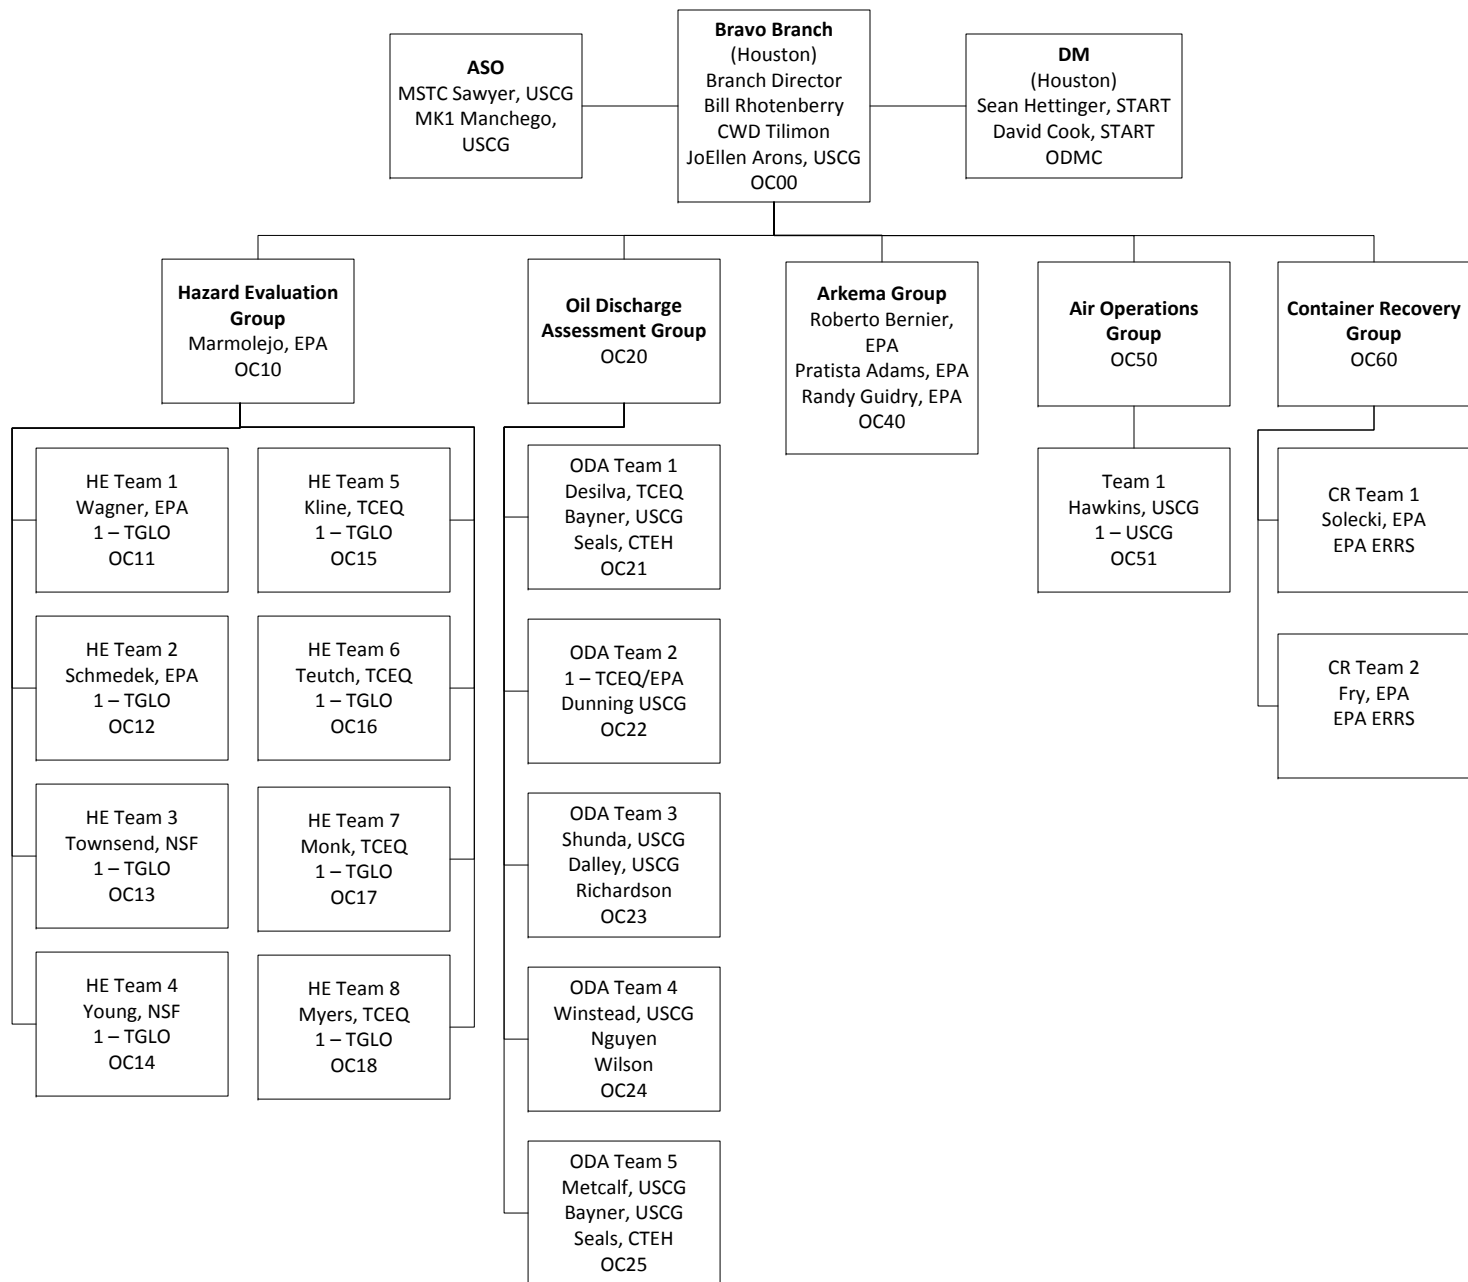 ASO
MSTC Sawyer, USCG
MK1 Manchego,
USCG
Bravo Branch
(Houston)
Branch Director
Bill Rhotenberry
CWD Tilimon
JoEllen Arons, USCG
OC00
DM
(Houston)
Sean Hettinger, START
David Cook, START
ODMC
Hazard Evaluation
Group
Marmolejo, EPA
OC10
Oil Discharge
Assessment Group
OC20
Arkema Group
Roberto Bernier,
EPA
Pratista Adams, EPA
Randy Guidry, EPA
OC40
Air Operations
Group
OC50
Container Recovery
Group
OC60
HE Team 1
Wagner, EPA
1 – TGLO
OC11
HE Team 2
Schmedek, EPA
1 – TGLO
OC12
HE Team 3
Townsend, NSF
1 – TGLO
OC13
HE Team 4
Young, NSF
1 – TGLO
OC14
HE Team 5
Kline, TCEQ
1 – TGLO
OC15
HE Team 6
Teutch, TCEQ
1 – TGLO
OC16
HE Team 7
Monk, TCEQ
1 – TGLO
OC17
HE Team 8
Myers, TCEQ
1 – TGLO
OC18
ODA Team 1
Desilva, TCEQ
Bayner, USCG
Seals, CTEH
OC21
ODA Team 2
1 – TCEQ/EPA
Dunning USCG
OC22
ODA Team 3
Shunda, USCG
Dalley, USCG
Richardson
OC23
ODA Team 4
Winstead, USCG
Nguyen
Wilson
OC24
ODA Team 5
Metcalf, USCG
Bayner, USCG
Seals, CTEH
OC25
Team 1
Hawkins, USCG
1 – USCG
OC51
CR Team 1
Solecki, EPA
EPA ERRS
CR Team 2
Fry, EPA
EPA ERRS